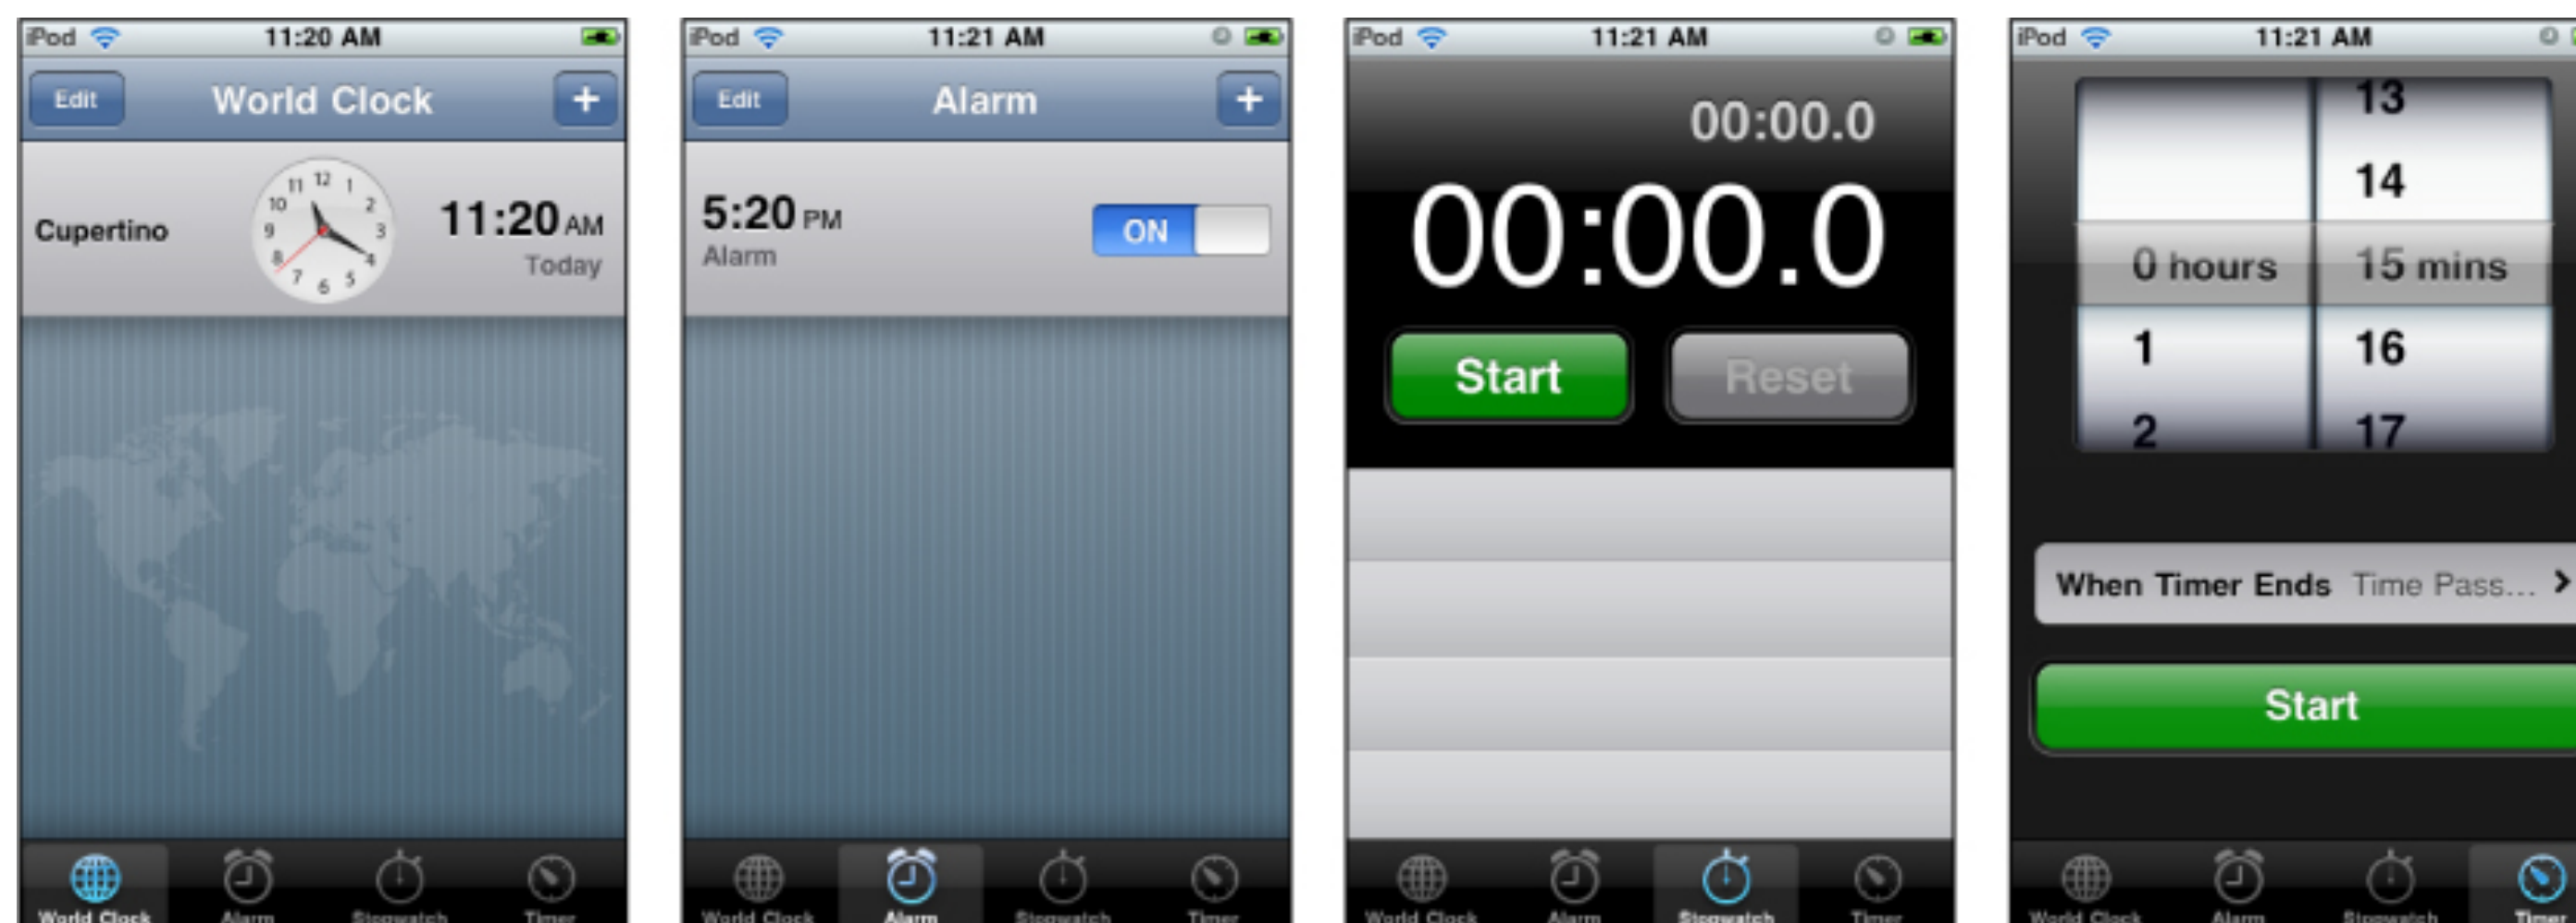 iPod 11:20 AM
Edit World Clock +
Cupertino
12
11 1
10 2
9 3
8 4
7 5
6
11:20 AM
Today
World Clock Alarm Stopwatch Timer
iPod 11:21 AM
Edit Alarm +
5:20 PM
Alarm
ON
World Clock Alarm Stopwatch Timer
iPod 11:21 AM
00:00.0
00:00.0
Start Reset
World Clock Alarm Stopwatch Timer
iPod 11:21 AM
13
14
0 hours 15 mins
1 16
2 17
When Timer Ends Time Pass... >
Start
World Clock Alarm Stopwatch Timer